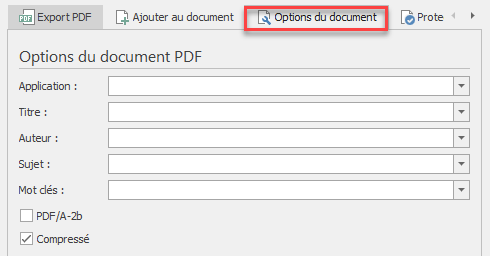 Export PDF Ajouter au document Options du document Prote
Options du document PDF
Application :
Titre :
Auteur :
Sujet :
Mot clés :
PDF/A-2b
Compressé